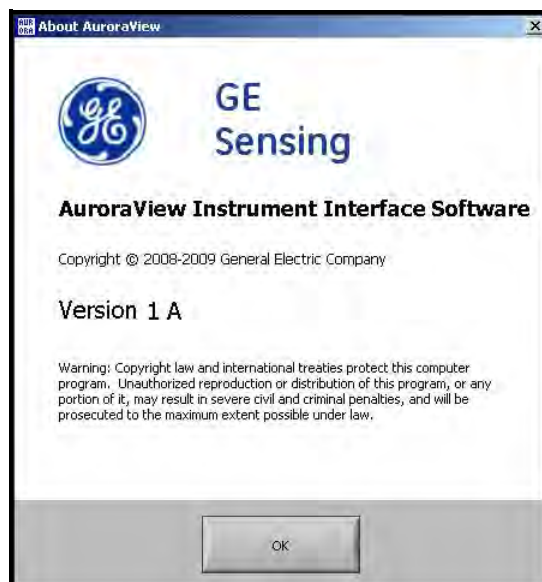 AUR
ORA
About AuroraView
GE
Sensing
AuroraView Instrument Interface Software
Copyright © 2008-2009 General Electric Company
Version 1 A
Warning: Copyright law and international treaties protect this computer
program. Unauthorized reproduction or distribution of this program, or any
portion of it, may result in severe civil and criminal penalties, and will be
prosecuted to the maximum extent possible under law.
OK